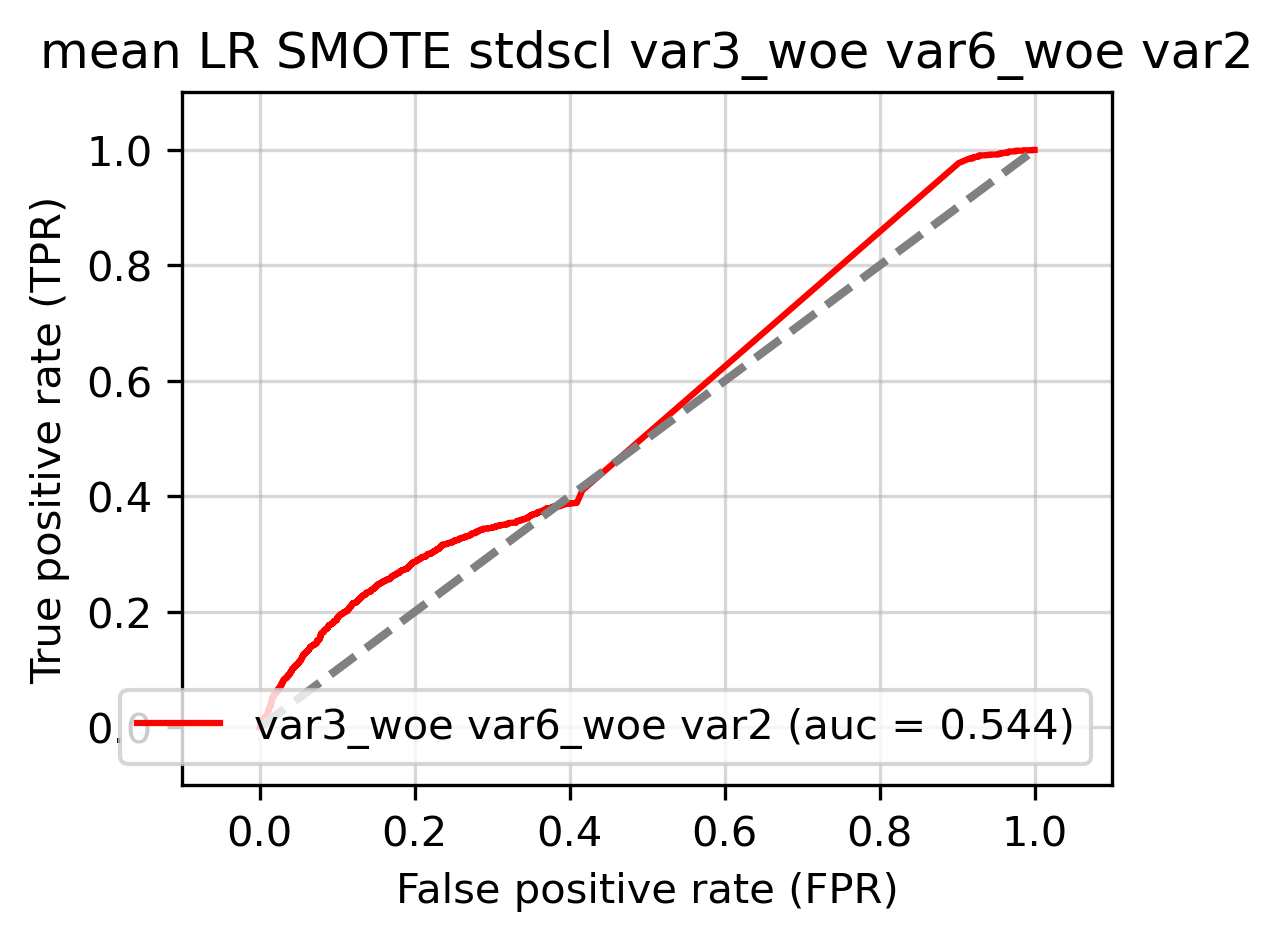 mean LR SMOTE stdscl var3_woe var6_woe var2
1.0
0.8
0.6
0.4
0.2
0.0
True positive rate (TPR)
var3_woe var6_woe var2 (auc = 0.544)
0.0 0.2 0.4 0.6 0.8 1.0
False positive rate (FPR)